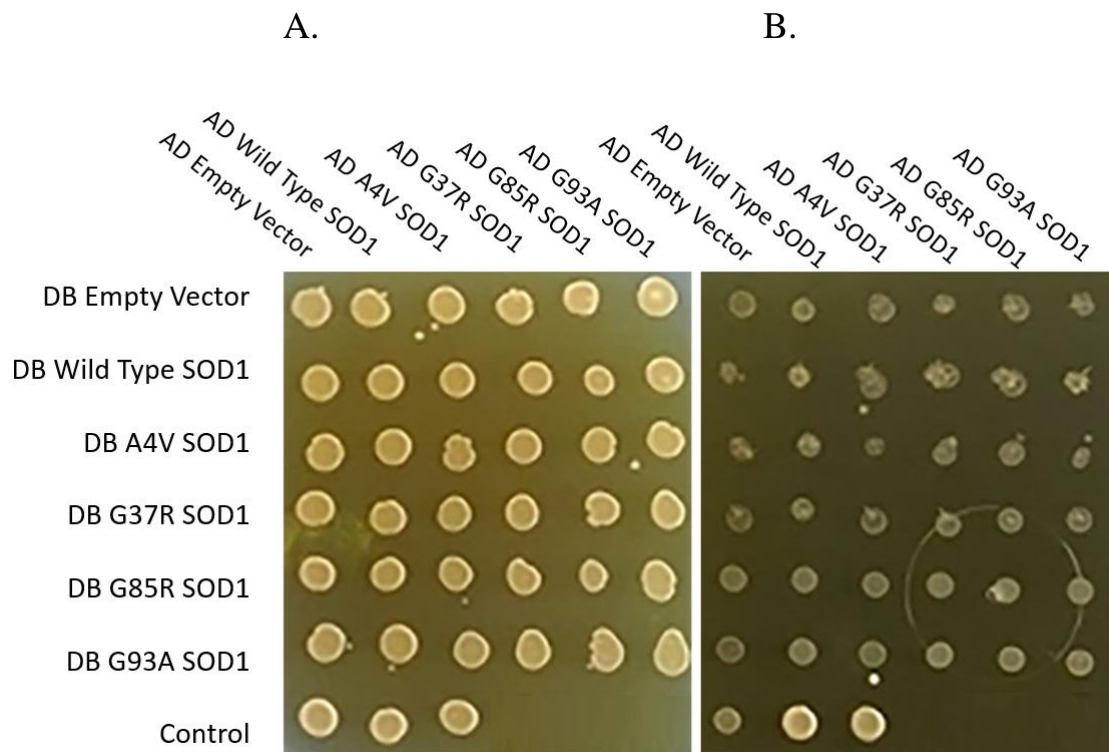 A.
B.
AD Empty Vector
AD Wild Type SOD1
AD A4V SOD1
AD G37R SOD1
AD G85R SOD1
AD G93A SOD1
AD Empty Vector
AD Wild Type SOD1
AD A4V SOD1
AD G37R SOD1
AD G85R SOD1
AD G93A SOD1
DB Empty Vector
DB Wild Type SOD1
DB A4V SOD1
DB G37R SOD1
DB G85R SOD1
DB G93A SOD1
Control